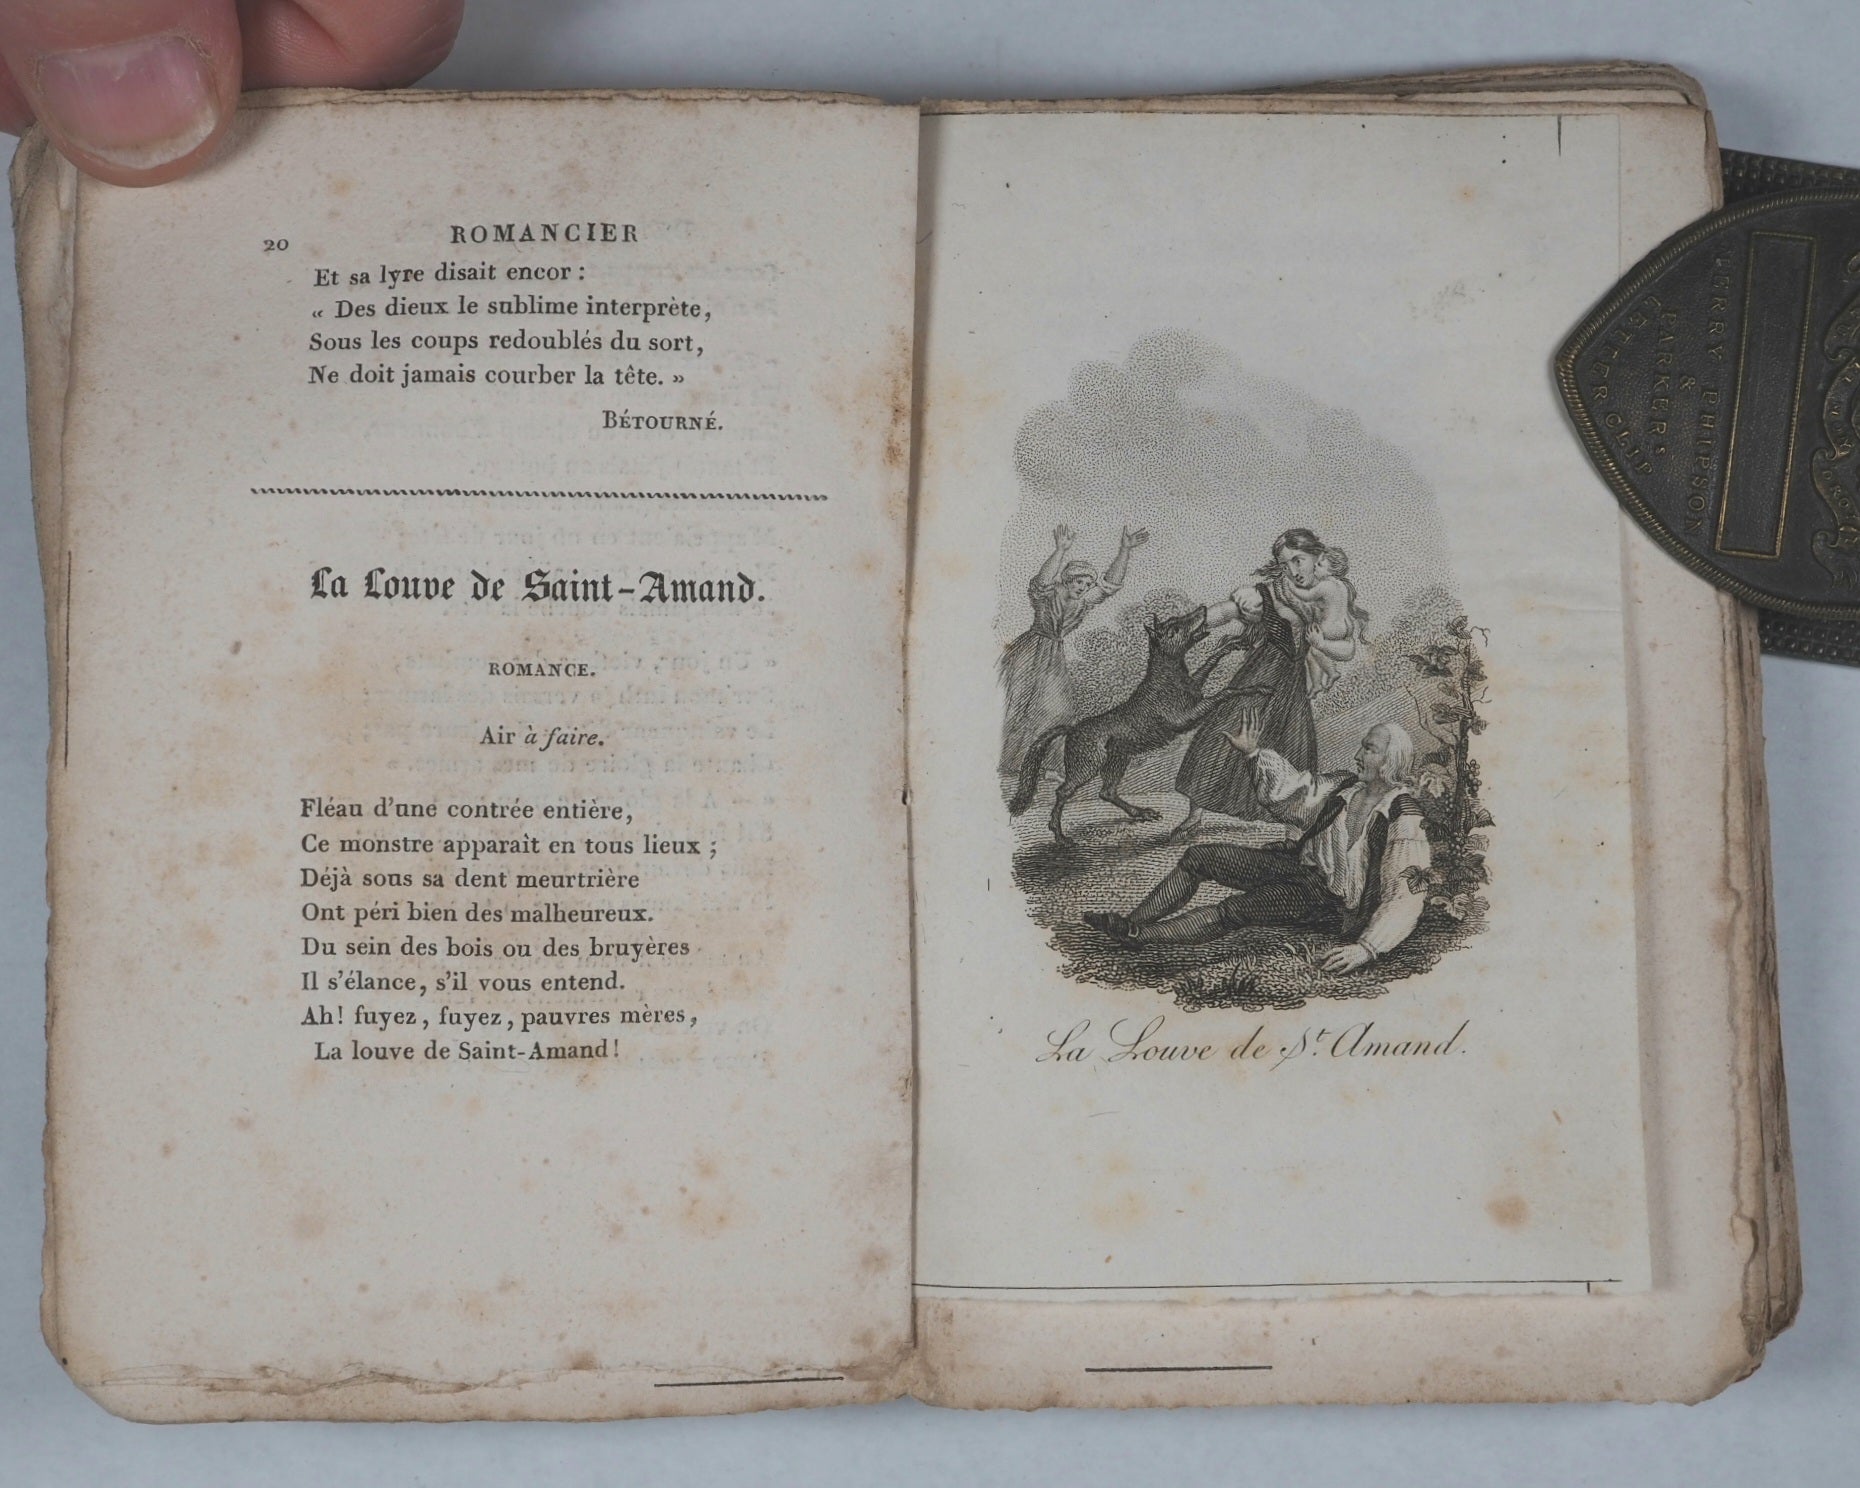 20
ROMANCIER
Et sa lyre disait encor :
« Des dieux le sublime interprète,
Sous les coups redoublés du sort,
Ne doit jamais courber la tête. »
BÉTOURNÉ.
La Louve de Saint-Amand.
ROMANCE.
Air à faire.
Fléau d'une contrée entière,
Ce monstre apparaît en tous lieux ;
Déjà sous sa dent meurtrière
Ont péri bien des malheureux.
Du sein des bois ou des bruyères
Il s'élance, s'il vous entend.
Ah! fuyez, fuyez, pauvres mères,
La louve de Saint-Amand!
La Louve de St. Amand.
JERRY PHIPSON
&
PARKERS
LETTER CLIP